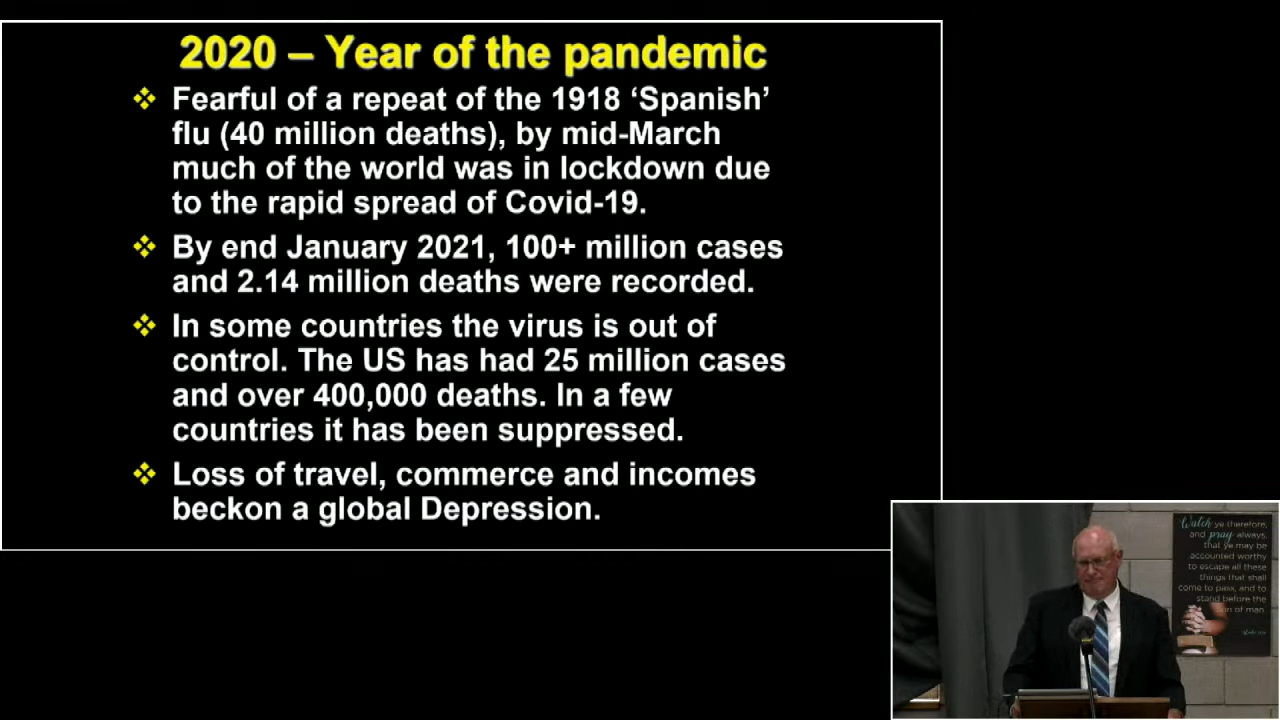 2020 – Year of the pandemic
❖ Fearful of a repeat of the 1918 ‘Spanish’
flu (40 million deaths), by mid-March
much of the world was in lockdown due
to the rapid spread of Covid-19.
❖ By end January 2021, 100+ million cases
and 2.14 million deaths were recorded.
❖ In some countries the virus is out of
control. The US has had 25 million cases
and over 400,000 deaths. In a few
countries it has been suppressed.
❖ Loss of travel, commerce and incomes
beckon a global Depression.
Watch ye therefore,
and pray always,
that ye may be
accounted worthy
to escape all these
things that shall
come to pass, and to
stand before the
of man.